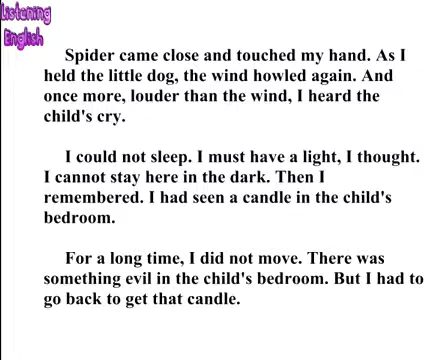 Listening
English
Spider came close and touched my hand. As I
held the little dog, the wind howled again. And
once more, louder than the wind, I heard the
child's cry.
I could not sleep. I must have a light, I thought.
I cannot stay here in the dark. Then I
remembered. I had seen a candle in the child's
bedroom.
For a long time, I did not move. There was
something evil in the child's bedroom. But I had to
go back to get that candle.